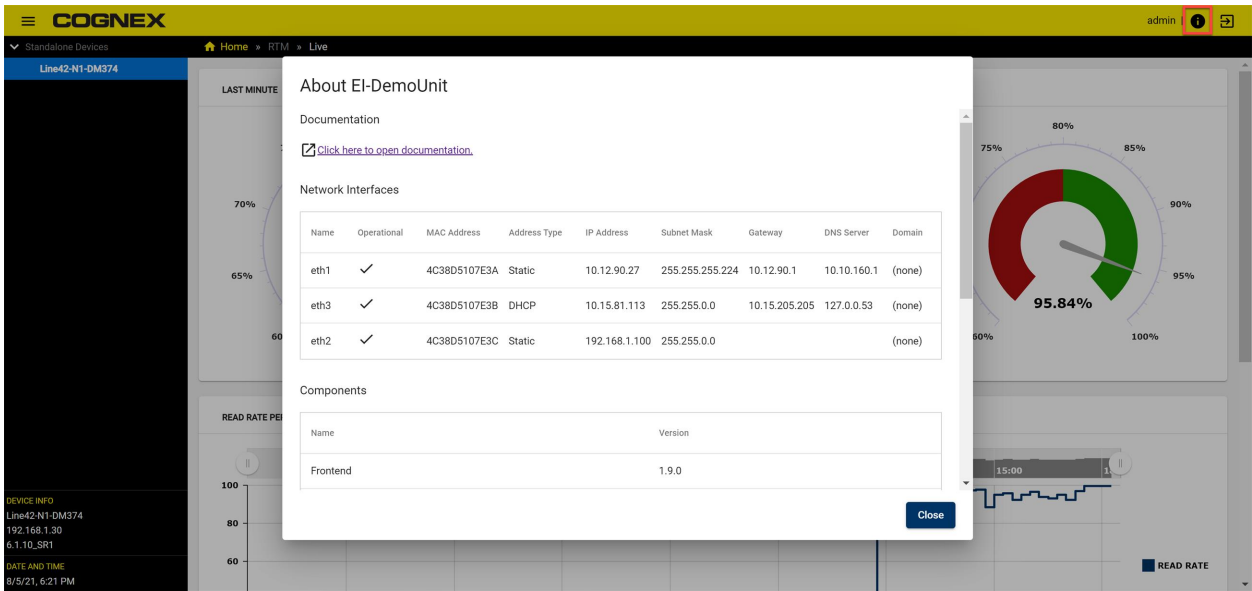 COGNEX
admin |
Standalone Devices
Home » RTM » Live
Line42-N1-DM374
LAST MINUTE
70%
65%
About EI-DemoUnit
Documentation
Click here to open documentation.
Network Interfaces
Name Operational MAC Address Address Type IP Address Subnet Mask Gateway DNS Server Domain
eth1 4C38D5107E3A Static 10.12.90.27 255.255.255.224 10.12.90.1 10.10.160.1 (none)
eth3 4C38D5107E3B DHCP 10.15.81.113 255.255.0.0 10.15.205.205 127.0.0.53 (none)
eth2 4C38D5107E3C Static 192.168.1.100 255.255.0.0 (none)
Components
Name Version
Frontend 1.9.0
Close
80%
75% 85%
90%
95%
95.84%
60% 100%
15:00
100
80
60
READ RATE
DEVICE INFO
Line42-N1-DM374
192.168.1.30
6.1.10_SR1
DATE AND TIME
8/5/21, 6:21 PM